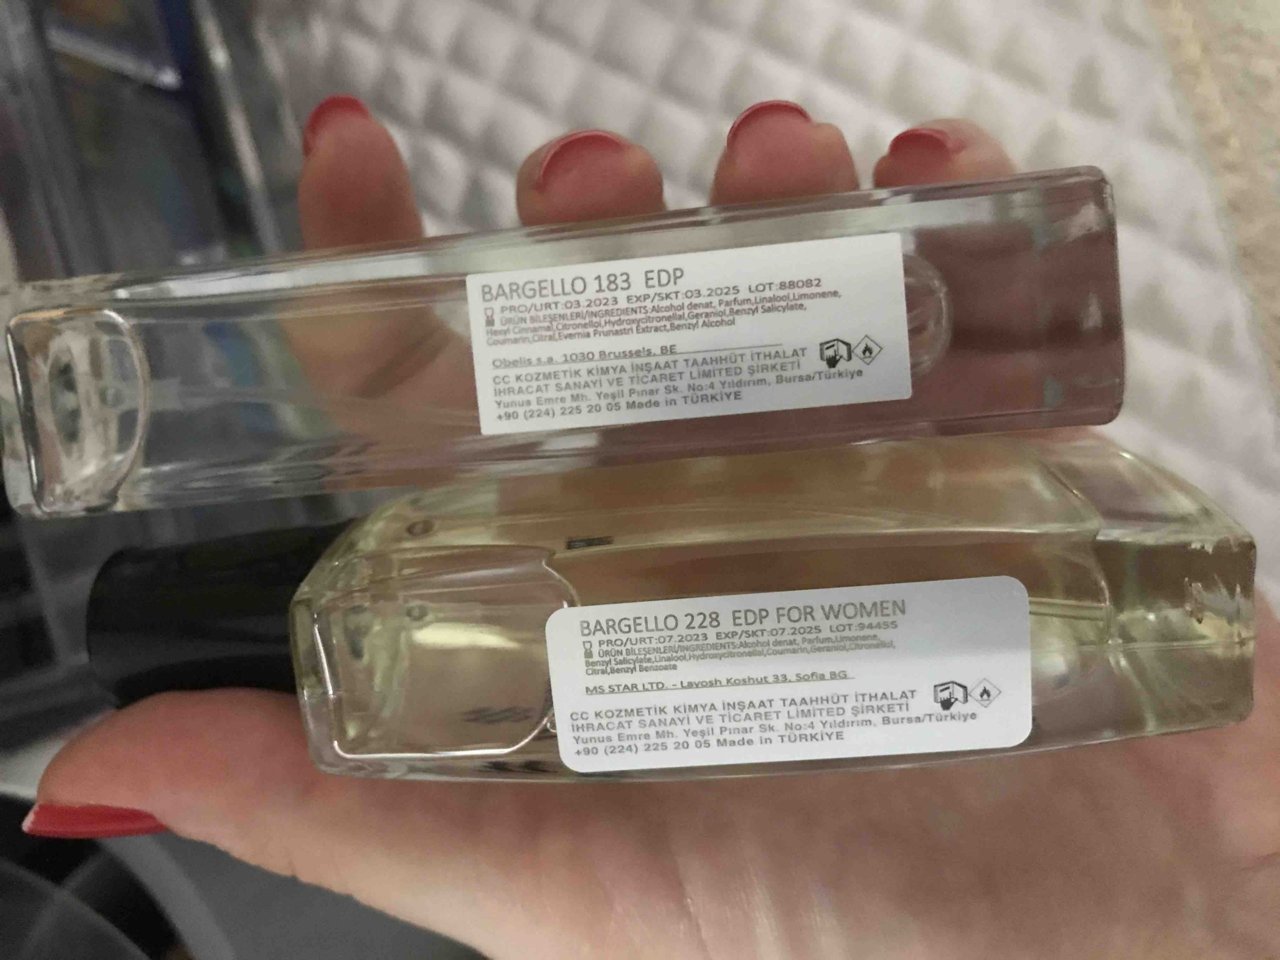 BARGELLO 183 EDP
PRO/URT:03.2023 EXP/SKT:03.2025 LOT:88082
ÜRÜN BİLEŞENLERİ/INGREDIENTS:Alcohol denat, Parfum,Linalool,Limonene,
Hexyl Cinnamal,Citronellol,Hydroxycitronellal,Geraniol,Benzyl Salicylate,
Coumarin,Citral,Evernia Prunastri Extract,Benzyl Alcohol
Obelis s.a. 1030 Brussels, BE
CC KOZMETİK KİMYA İNŞAAT TAAHHÜT İTHALAT
İHRACAT SANAYİ VE TİCARET LİMİTED ŞİRKETİ
Yunus Emre Mh. Yeşil Pınar Sk. No:4 Yıldırım, Bursa/Türkiye
+90 (224) 225 20 05 Made in TÜRKİYE
BARGELLO 228 EDP FOR WOMEN
PRO/URT:07.2023 EXP/SKT:07.2025 LOT:94455
ÜRÜN BİLEŞENLERİ/INGREDIENTS:Alcohol denat, Parfum,Limonene,
Benzyl Salicylate,Linalool,Hydroxycitronellal,Coumarin,Geraniol,Citronellol,
Citral,Benzyl Benzoate
MS STAR LTD. - Layosh Koshut 33, Sofia BG
CC KOZMETİK KİMYA İNŞAAT TAAHHÜT İTHALAT
İHRACAT SANAYİ VE TİCARET LİMİTED ŞİRKETİ
Yunus Emre Mh. Yeşil Pınar Sk. No:4 Yıldırım, Bursa/Türkiye
+90 (224) 225 20 05 Made in TÜRKİYE